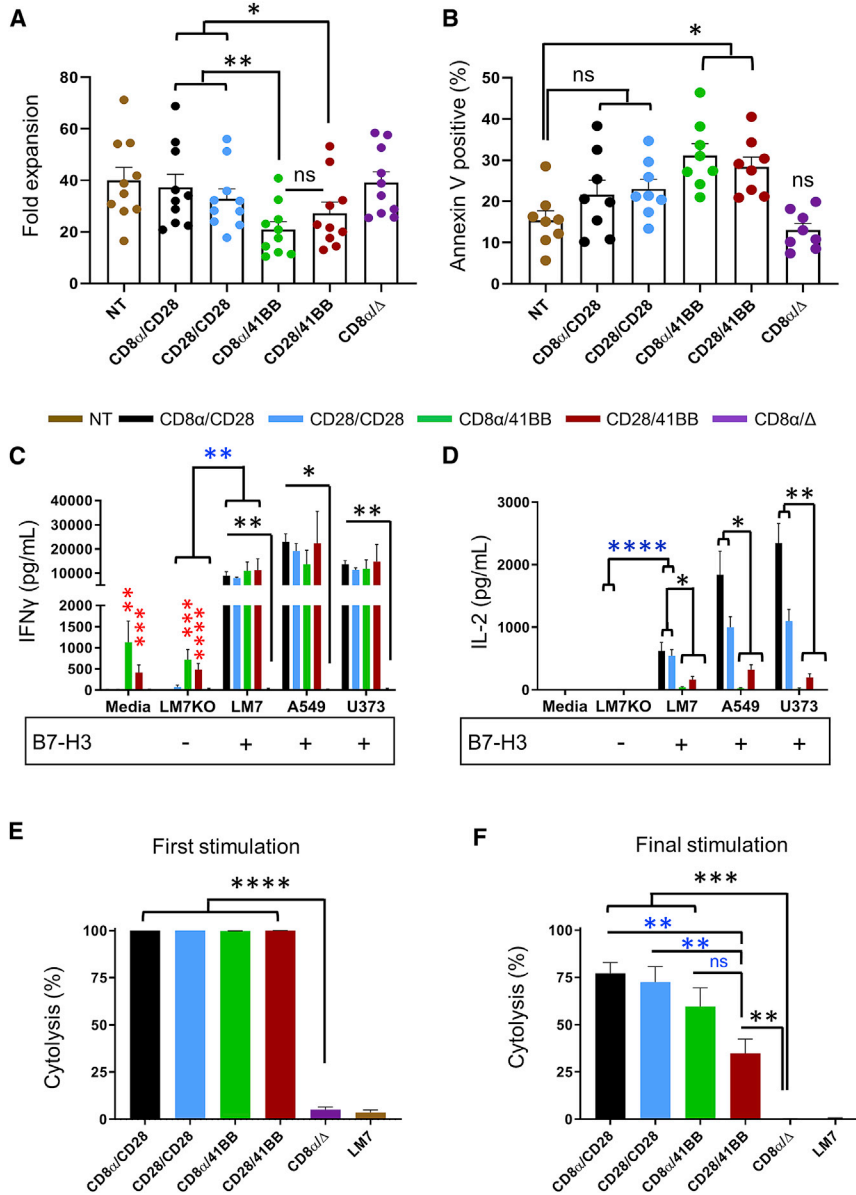 A
*
**
ns
Fold expansion
80
60
40
20
0
NT
CD8α/CD28
CD28/CD28
CD8α/41BB
CD28/41BB
CD8α/Δ
B
*
ns
ns
Annexin V positive (%)
50
40
30
20
10
0
NT
CD8α/CD28
CD28/CD28
CD8α/41BB
CD28/41BB
CD8α/Δ
NT CD8α/CD28 CD28/CD28 CD8α/41BB CD28/41BB CD8α/Δ
C
**
*
**
**
IFNγ (pg/mL)
40000
30000
20000
10000
2000
1500
1000
500
0
**
***
***
****
Media LM7KO LM7 A549 U373
B7-H3 - + + +
D
****
*
*
**
IL-2 (pg/mL)
3000
2000
1000
0
Media LM7KO LM7 A549 U373
B7-H3 - + + +
E
First stimulation
****
Cytolysis (%)
100
75
50
25
0
CD8α/CD28
CD28/CD28
CD8α/41BB
CD28/41BB
CD8α/Δ
LM7
F
Final stimulation
***
**
**
ns
**
Cytolysis (%)
100
75
50
25
0
CD8α/CD28
CD28/CD28
CD8α/41BB
CD28/41BB
CD8α/Δ
LM7